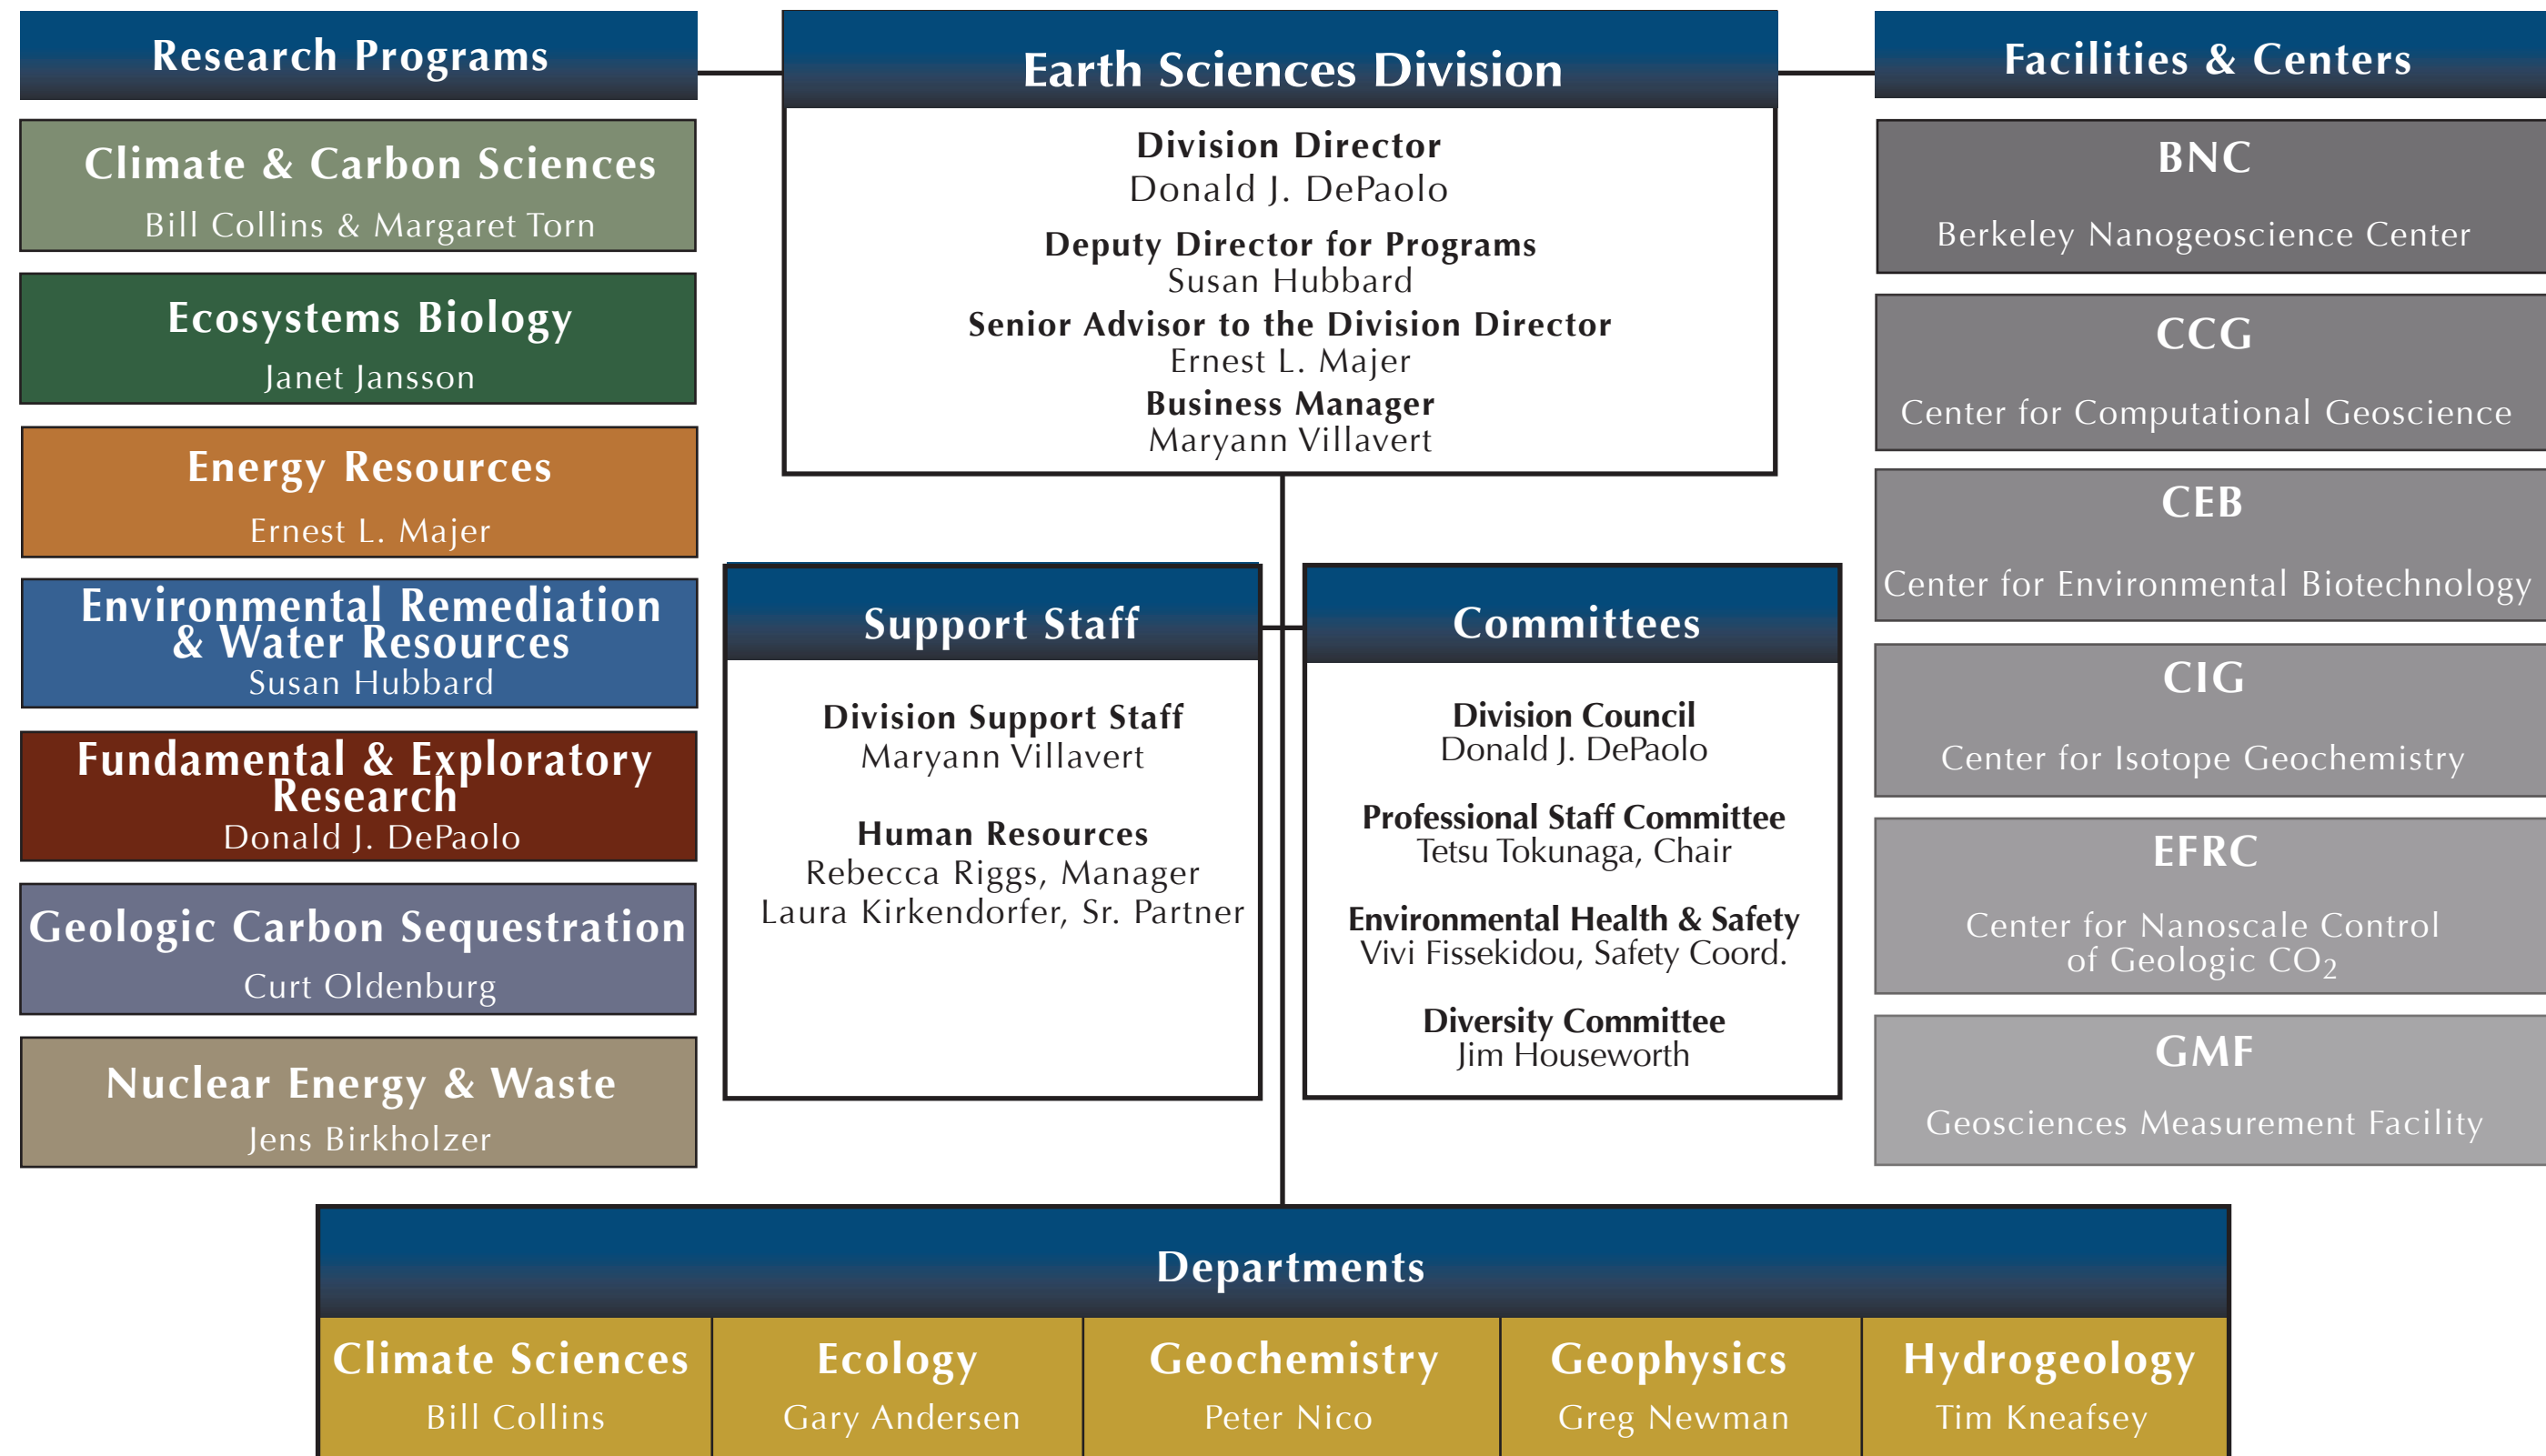 Research Programs
Climate & Carbon Sciences
Bill Collins & Margaret Torn
Ecosystems Biology
Janet Jansson
Energy Resources
Ernest L. Majer
Environmental Remediation
& Water Resources
Susan Hubbard
Fundamental & Exploratory
Research
Donald J. DePaolo
Geologic Carbon Sequestration
Curt Oldenburg
Nuclear Energy & Waste
Jens Birkholzer
Earth Sciences Division
Division Director
Donald J. DePaolo
Deputy Director for Programs
Susan Hubbard
Senior Advisor to the Division Director
Ernest L. Majer
Business Manager
Maryann Villavert
Support Staff
Division Support Staff
Maryann Villavert
Human Resources
Rebecca Riggs, Manager
Laura Kirkendorfer, Sr. Partner
Committees
Division Council
Donald J. DePaolo
Professional Staff Committee
Tetsu Tokunaga, Chair
Environmental Health & Safety
Vivi Fissekidou, Safety Coord.
Diversity Committee
Jim Houseworth
Facilities & Centers
BNC
Berkeley Nanogeoscience Center
CCG
Center for Computational Geoscience
CEB
Center for Environmental Biotechnology
CIG
Center for Isotope Geochemistry
EFRC
Center for Nanoscale Control
of Geologic CO₂
GMF
Geosciences Measurement Facility
Departments
Climate Sciences
Bill Collins
Ecology
Gary Andersen
Geochemistry
Peter Nico
Geophysics
Greg Newman
Hydrogeology
Tim Kneafsey